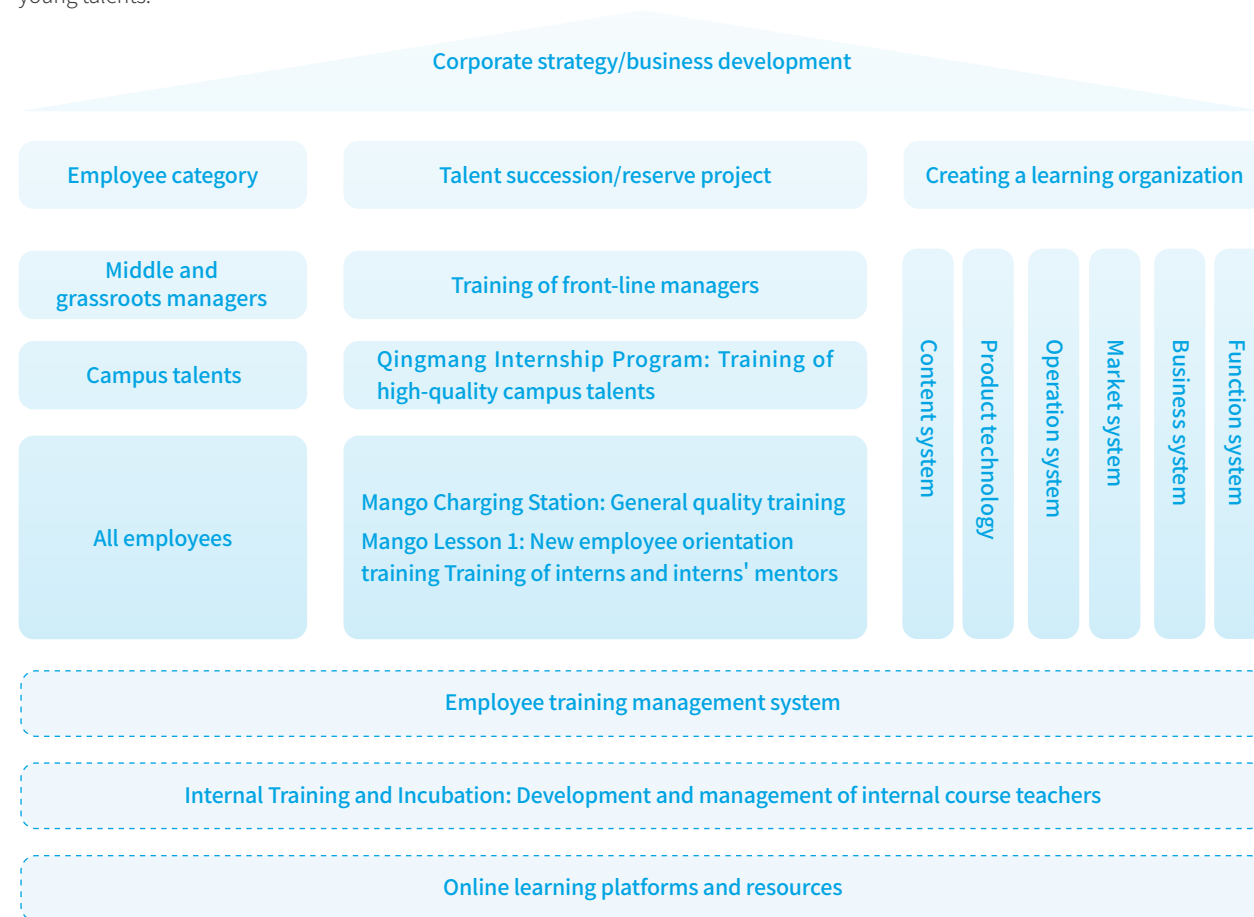 young talents.
Corporate strategy/business development
Employee category
Talent succession/reserve project
Creating a learning organization
Middle and
grassroots managers
Training of front-line managers
Campus talents
Qingmang Internship Program: Training of
high-quality campus talents
All employees
Mango Charging Station: General quality training
Mango Lesson 1: New employee orientation
training Training of interns and interns' mentors
Content system
Product technology
Operation system
Market system
Business system
Function system
Employee training management system
Internal Training and Incubation: Development and management of internal course teachers
Online learning platforms and resources